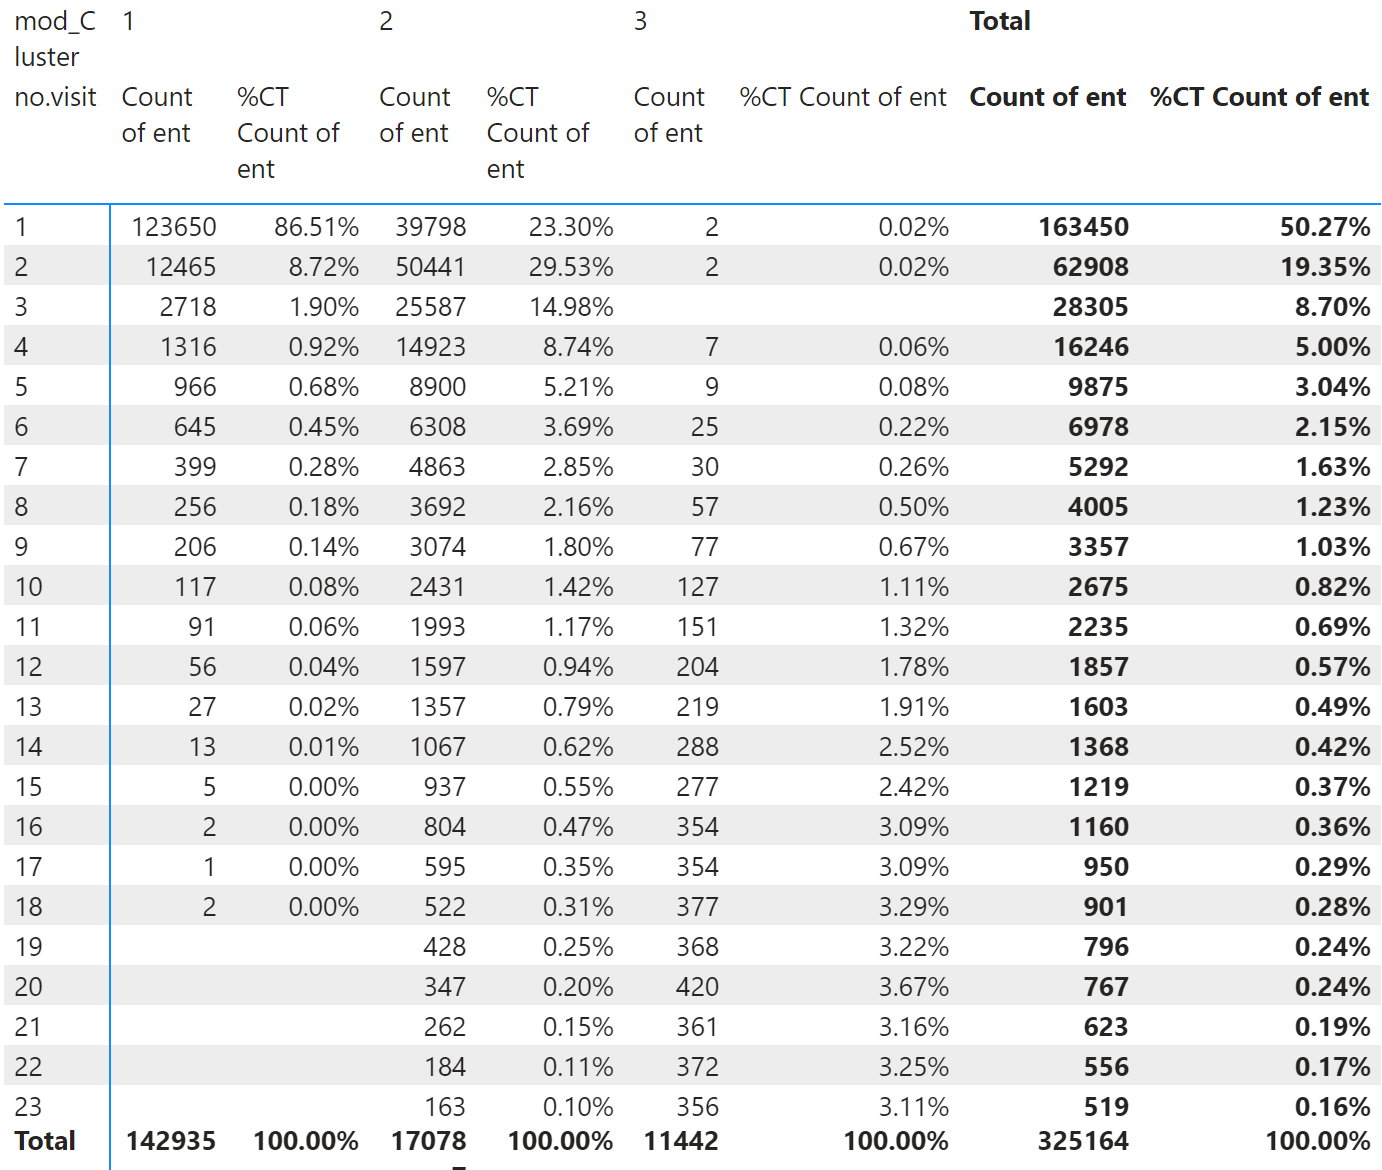 mod_C 1 2 3 Total
luster
no.visit Count %CT Count %CT Count %CT Count of ent Count of ent %CT Count of ent
of ent Count of of ent Count of of ent
ent ent
1 123650 86.51% 39798 23.30% 2 0.02% 163450 50.27%
2 12465 8.72% 50441 29.53% 2 0.02% 62908 19.35%
3 2718 1.90% 25587 14.98% 28305 8.70%
4 1316 0.92% 14923 8.74% 7 0.06% 16246 5.00%
5 966 0.68% 8900 5.21% 9 0.08% 9875 3.04%
6 645 0.45% 6308 3.69% 25 0.22% 6978 2.15%
7 399 0.28% 4863 2.85% 30 0.26% 5292 1.63%
8 256 0.18% 3692 2.16% 57 0.50% 4005 1.23%
9 206 0.14% 3074 1.80% 77 0.67% 3357 1.03%
10 117 0.08% 2431 1.42% 127 1.11% 2675 0.82%
11 91 0.06% 1993 1.17% 151 1.32% 2235 0.69%
12 56 0.04% 1597 0.94% 204 1.78% 1857 0.57%
13 27 0.02% 1357 0.79% 219 1.91% 1603 0.49%
14 13 0.01% 1067 0.62% 288 2.52% 1368 0.42%
15 5 0.00% 937 0.55% 277 2.42% 1219 0.37%
16 2 0.00% 804 0.47% 354 3.09% 1160 0.36%
17 1 0.00% 595 0.35% 354 3.09% 950 0.29%
18 2 0.00% 522 0.31% 377 3.29% 901 0.28%
19 428 0.25% 368 3.22% 796 0.24%
20 347 0.20% 420 3.67% 767 0.24%
21 262 0.15% 361 3.16% 623 0.19%
22 184 0.11% 372 3.25% 556 0.17%
23 163 0.10% 356 3.11% 519 0.16%
Total 142935 100.00% 17078 100.00% 11442 100.00% 325164 100.00%